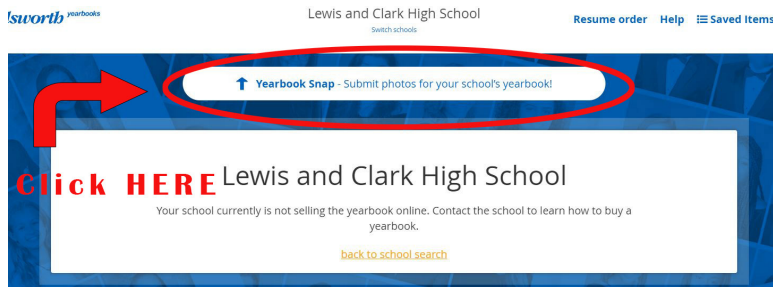 yearbooks
Lewis and Clark High School
Switch schools
Resume order Help Saved Items
Yearbook Snap - Submit photos for your school's yearbook!
Click HERE
Lewis and Clark High School
Your school currently is not selling the yearbook online. Contact the school to learn how to buy a
yearbook.
back to school search